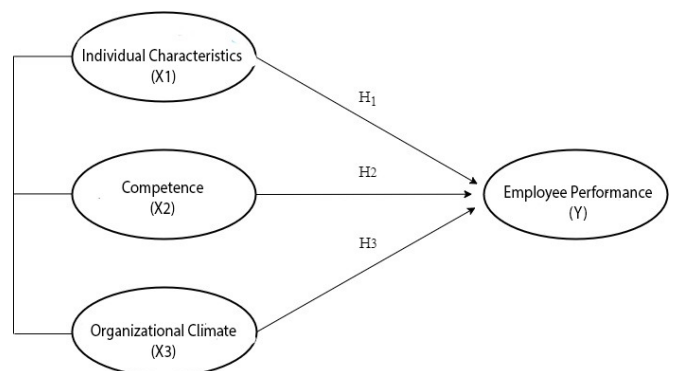 Individual Characteristics
(X1)
H1
Competence
(X2)
H2
Employee Performance
(Y)
H3
Organizational Climate
(X3)